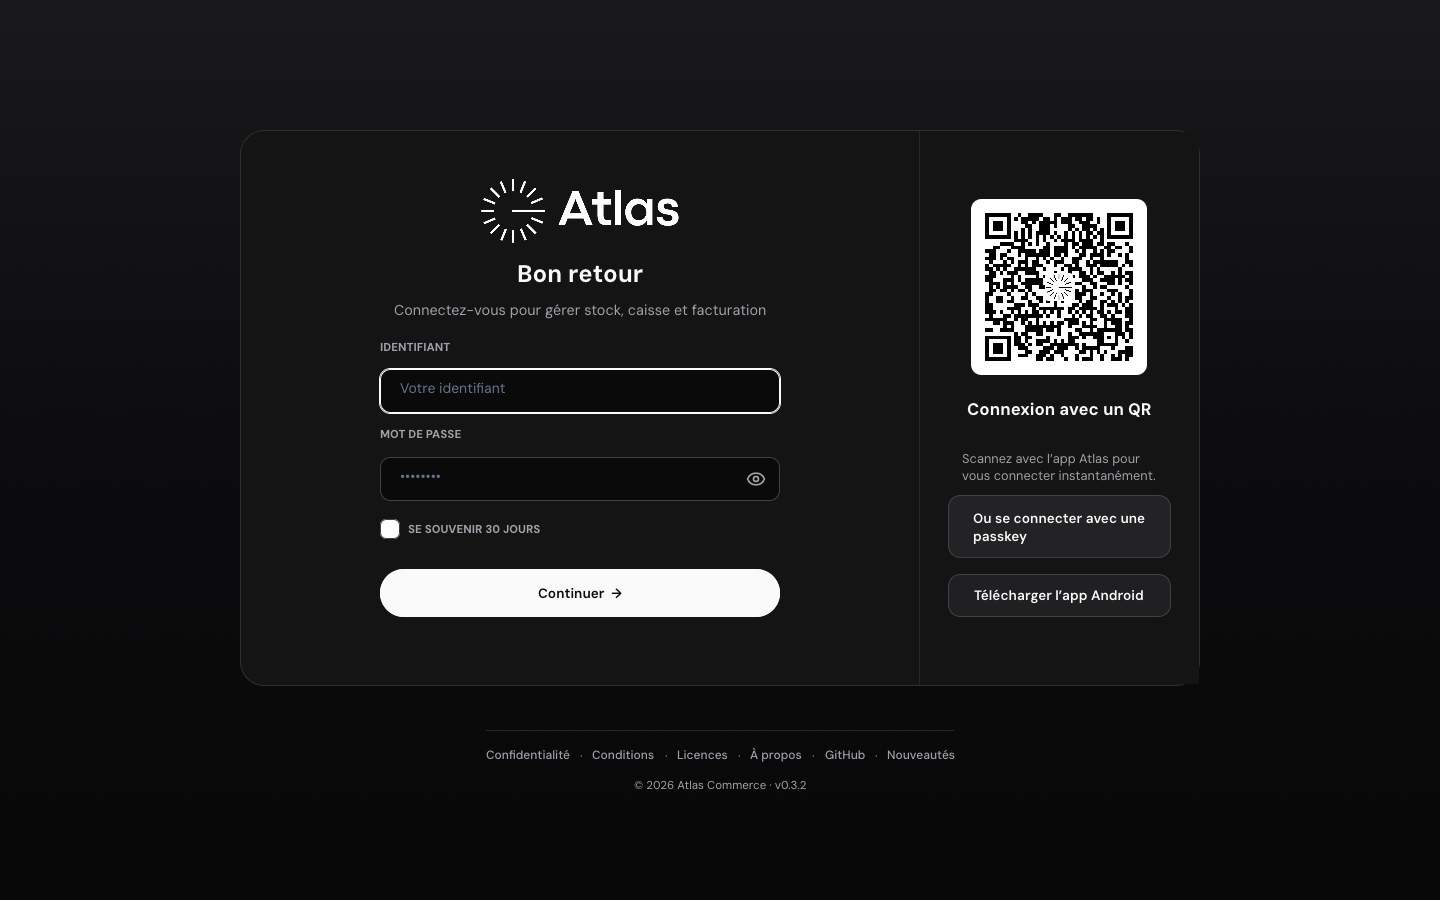 Atlas
Bon retour
Connectez-vous pour gérer stock, caisse et facturation
IDENTIFIANT
Votre identifiant
MOT DE PASSE
••••••••
SE SOUVENIR 30 JOURS
Continuer →
Connexion avec un QR
Scannez avec l’app Atlas pour
vous connecter instantanément.
Ou se connecter avec une
passkey
Télécharger l’app Android
Confidentialité · Conditions · Licences · À propos · GitHub · Nouveautés
© 2026 Atlas Commerce · v0.3.2